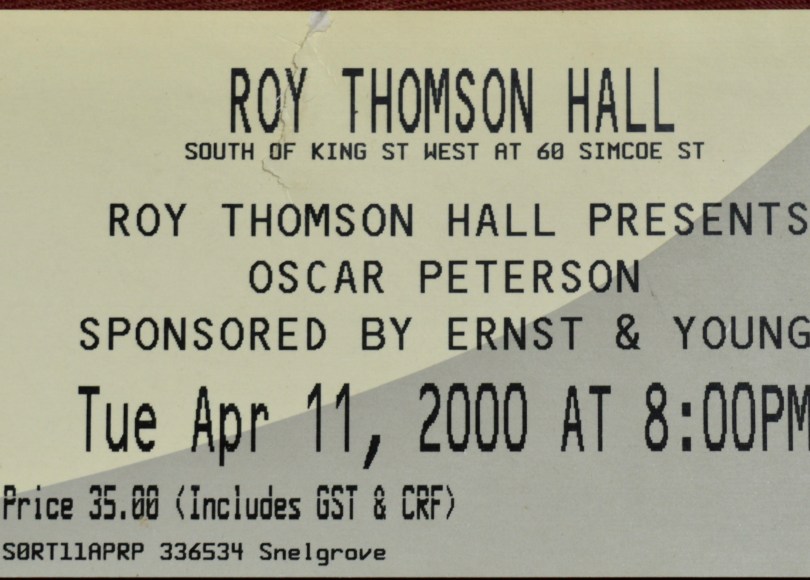 ROY THOMSON HALL
SOUTH OF KING ST WEST AT 60 SIMCOE ST
ROY THOMSON HALL PRESENTS
OSCAR PETERSON
SPONSORED BY ERNST & YOUNG
Tue Apr 11, 2000 AT 8:00PM
Price 35.00 (Includes GST & CRF)
S0RT11APRP 336534 Snelgrove